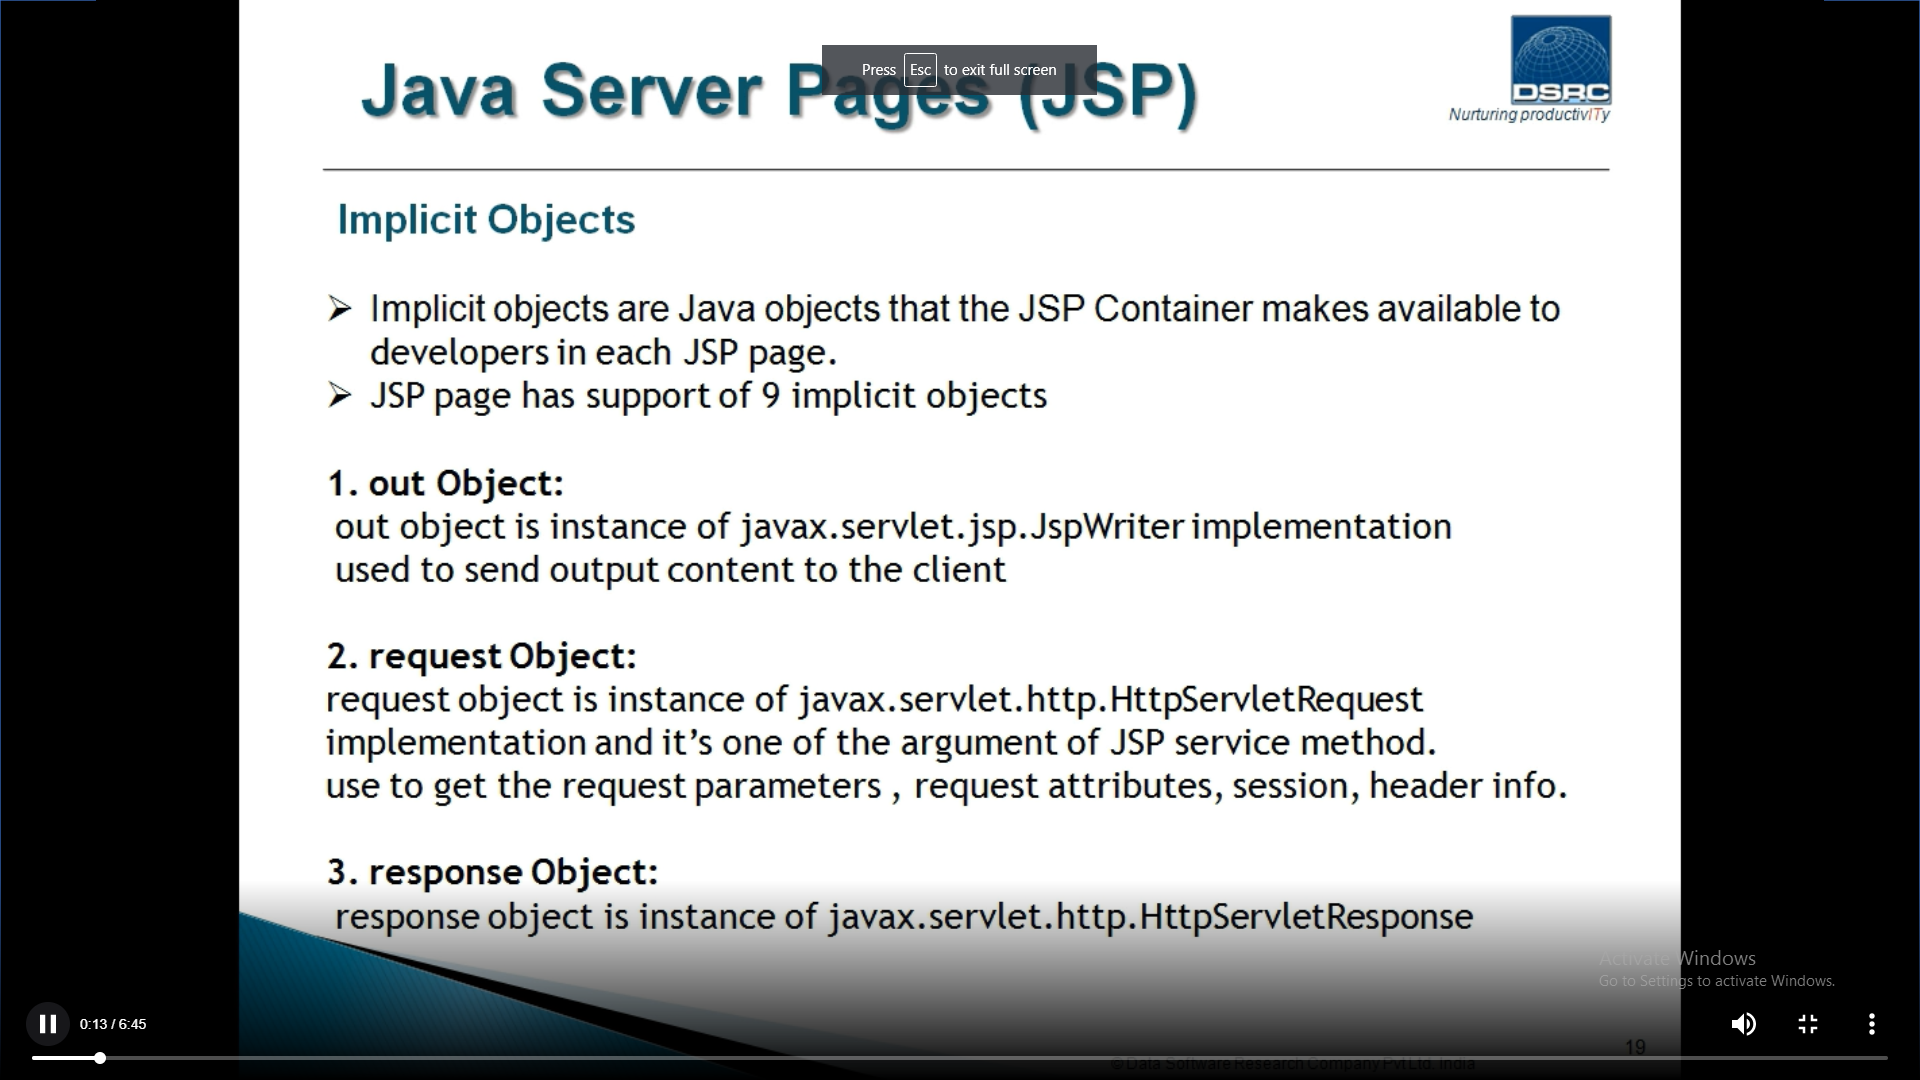 Java Server Pages (JSP)
Press Esc to exit full screen
DSRC
Nurturing productivITy
Implicit Objects
➢ Implicit objects are Java objects that the JSP Container makes available to
developers in each JSP page.
➢ JSP page has support of 9 implicit objects
1. out Object:
out object is instance of javax.servlet.jsp.JspWriter implementation
used to send output content to the client
2. request Object:
request object is instance of javax.servlet.http.HttpServletRequest
implementation and it’s one of the argument of JSP service method.
use to get the request parameters , request attributes, session, header info.
3. response Object:
response object is instance of javax.servlet.http.HttpServletResponse
Activate Windows
Go to Settings to activate Windows.
0:13 / 6:45
19
© Data Software Research Company Pvt Ltd. India